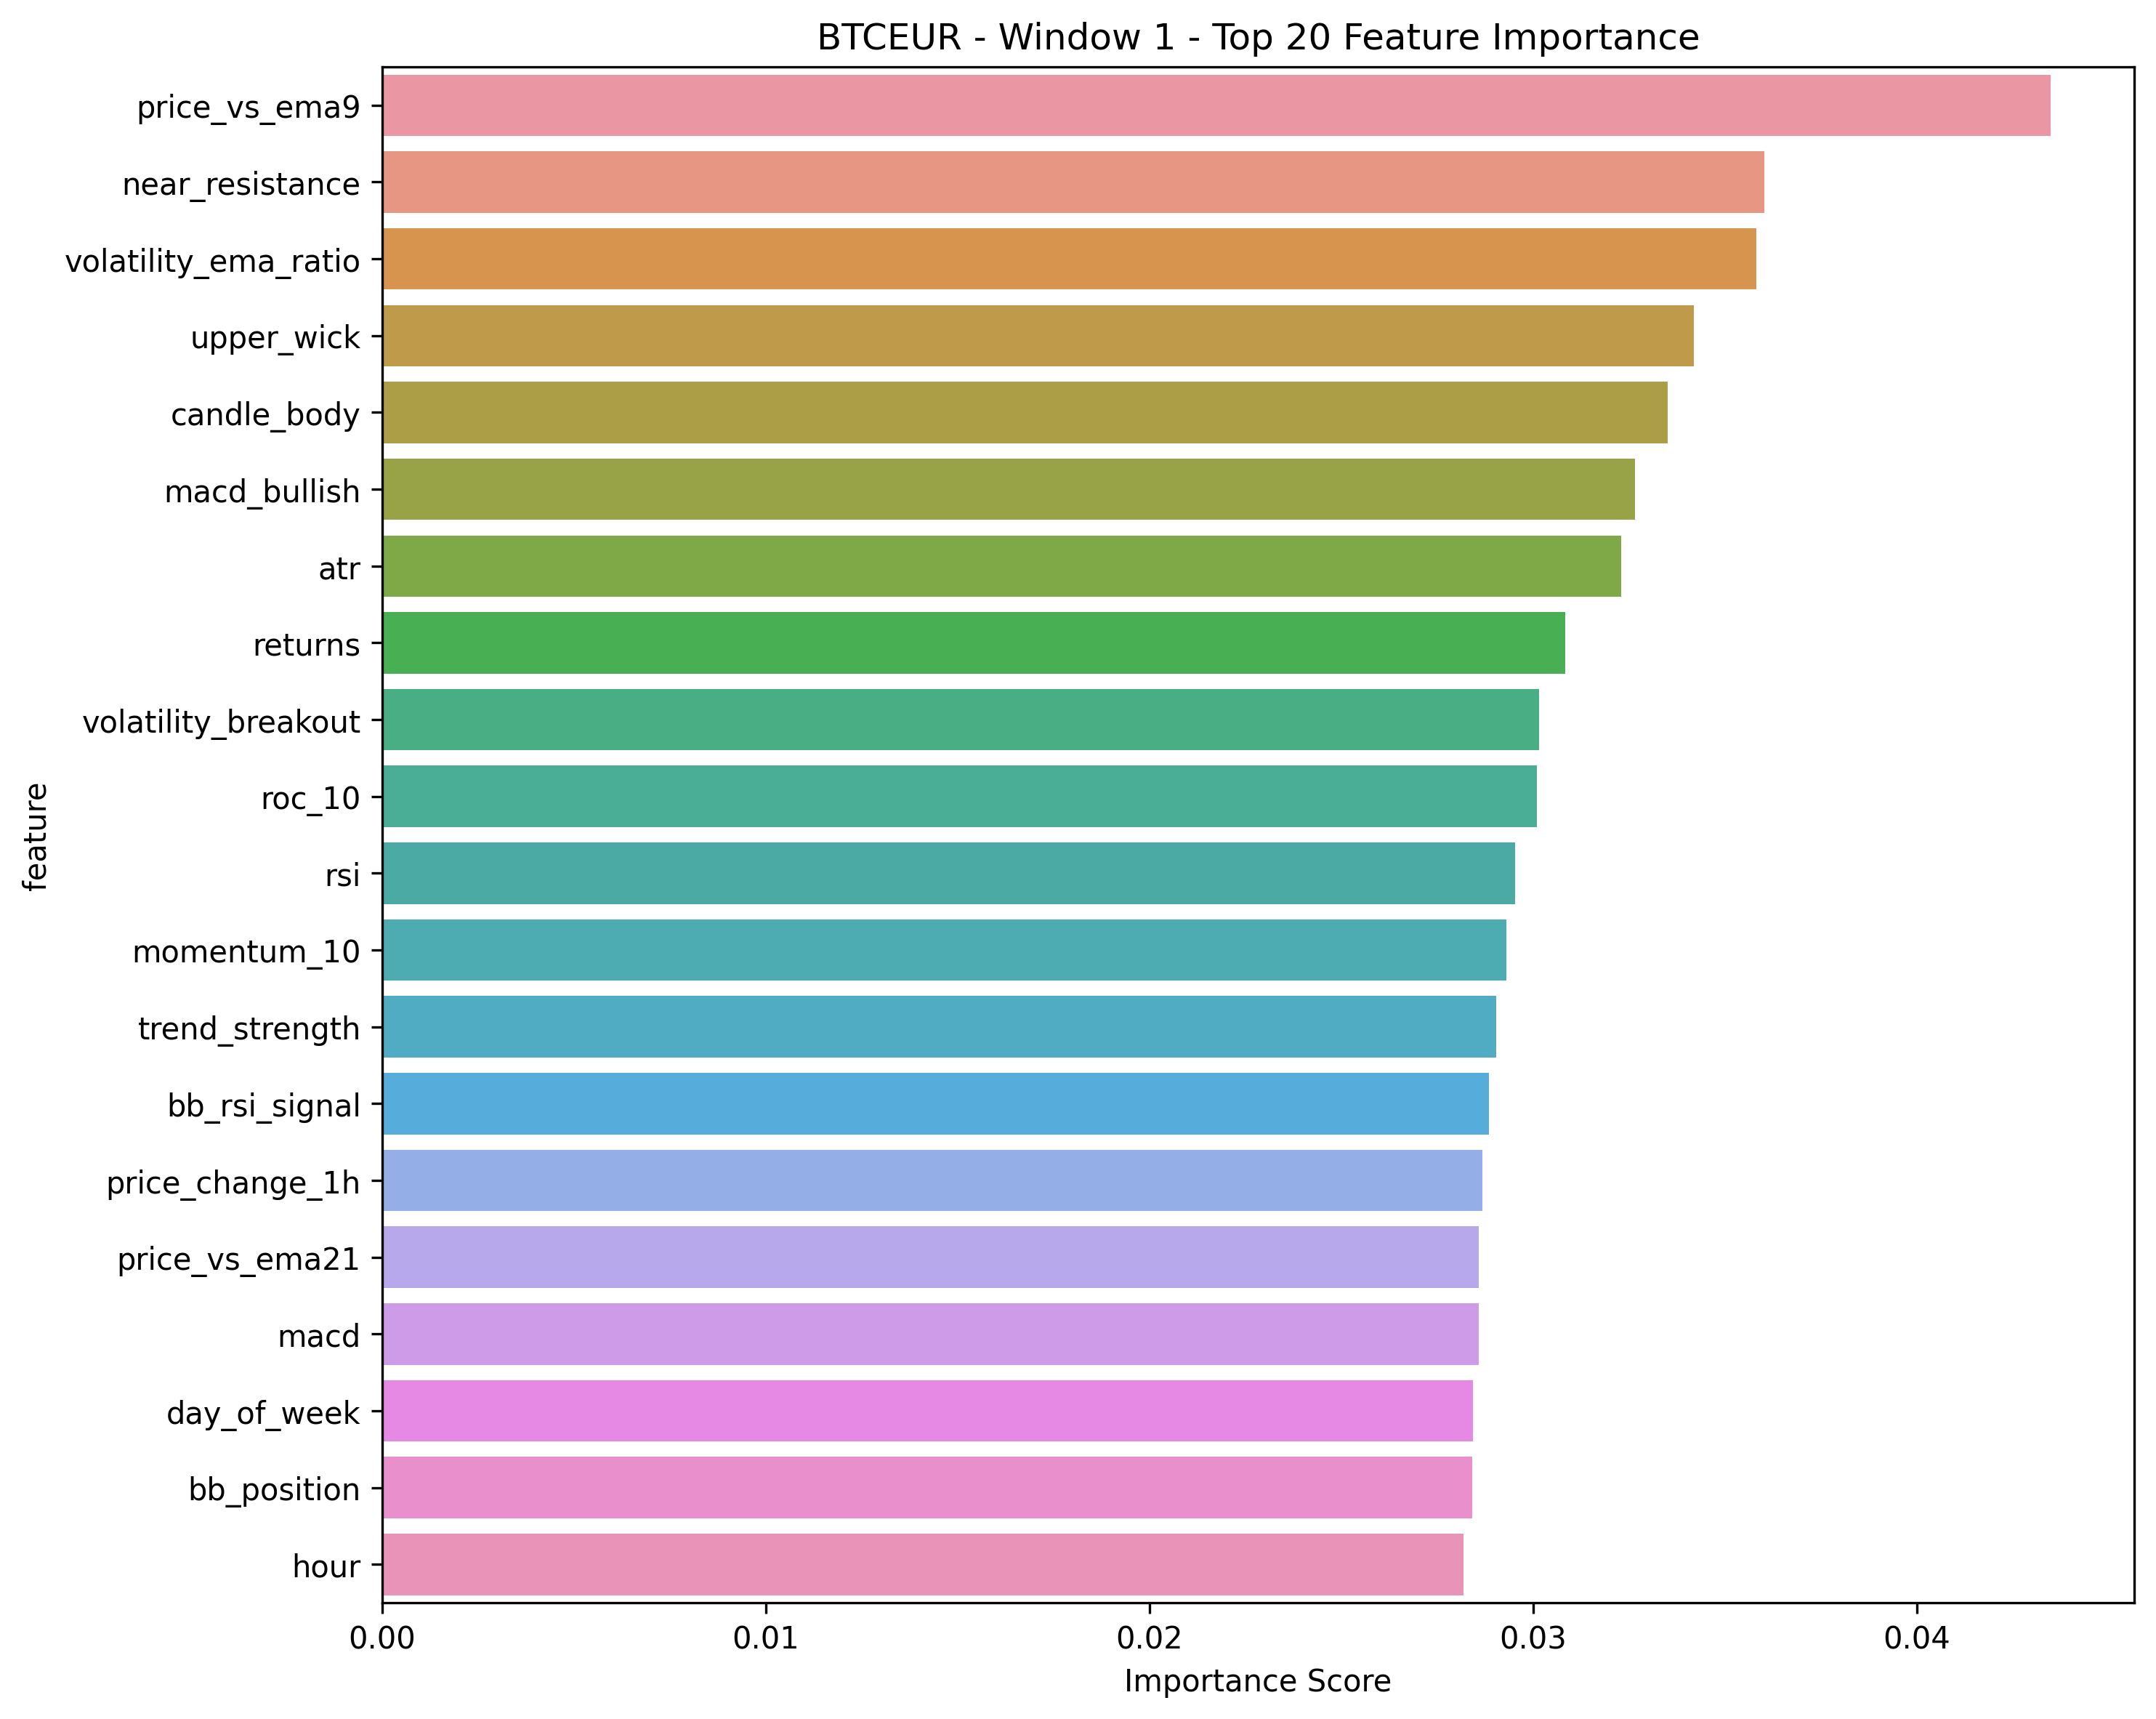 BTCEUR - Window 1 - Top 20 Feature Importance
price_vs_ema9
near_resistance
volatility_ema_ratio
upper_wick
candle_body
macd_bullish
atr
returns
volatility_breakout
roc_10
rsi
momentum_10
trend_strength
bb_rsi_signal
price_change_1h
price_vs_ema21
macd
day_of_week
bb_position
hour
feature
0.00 0.01 0.02 0.03 0.04
Importance Score